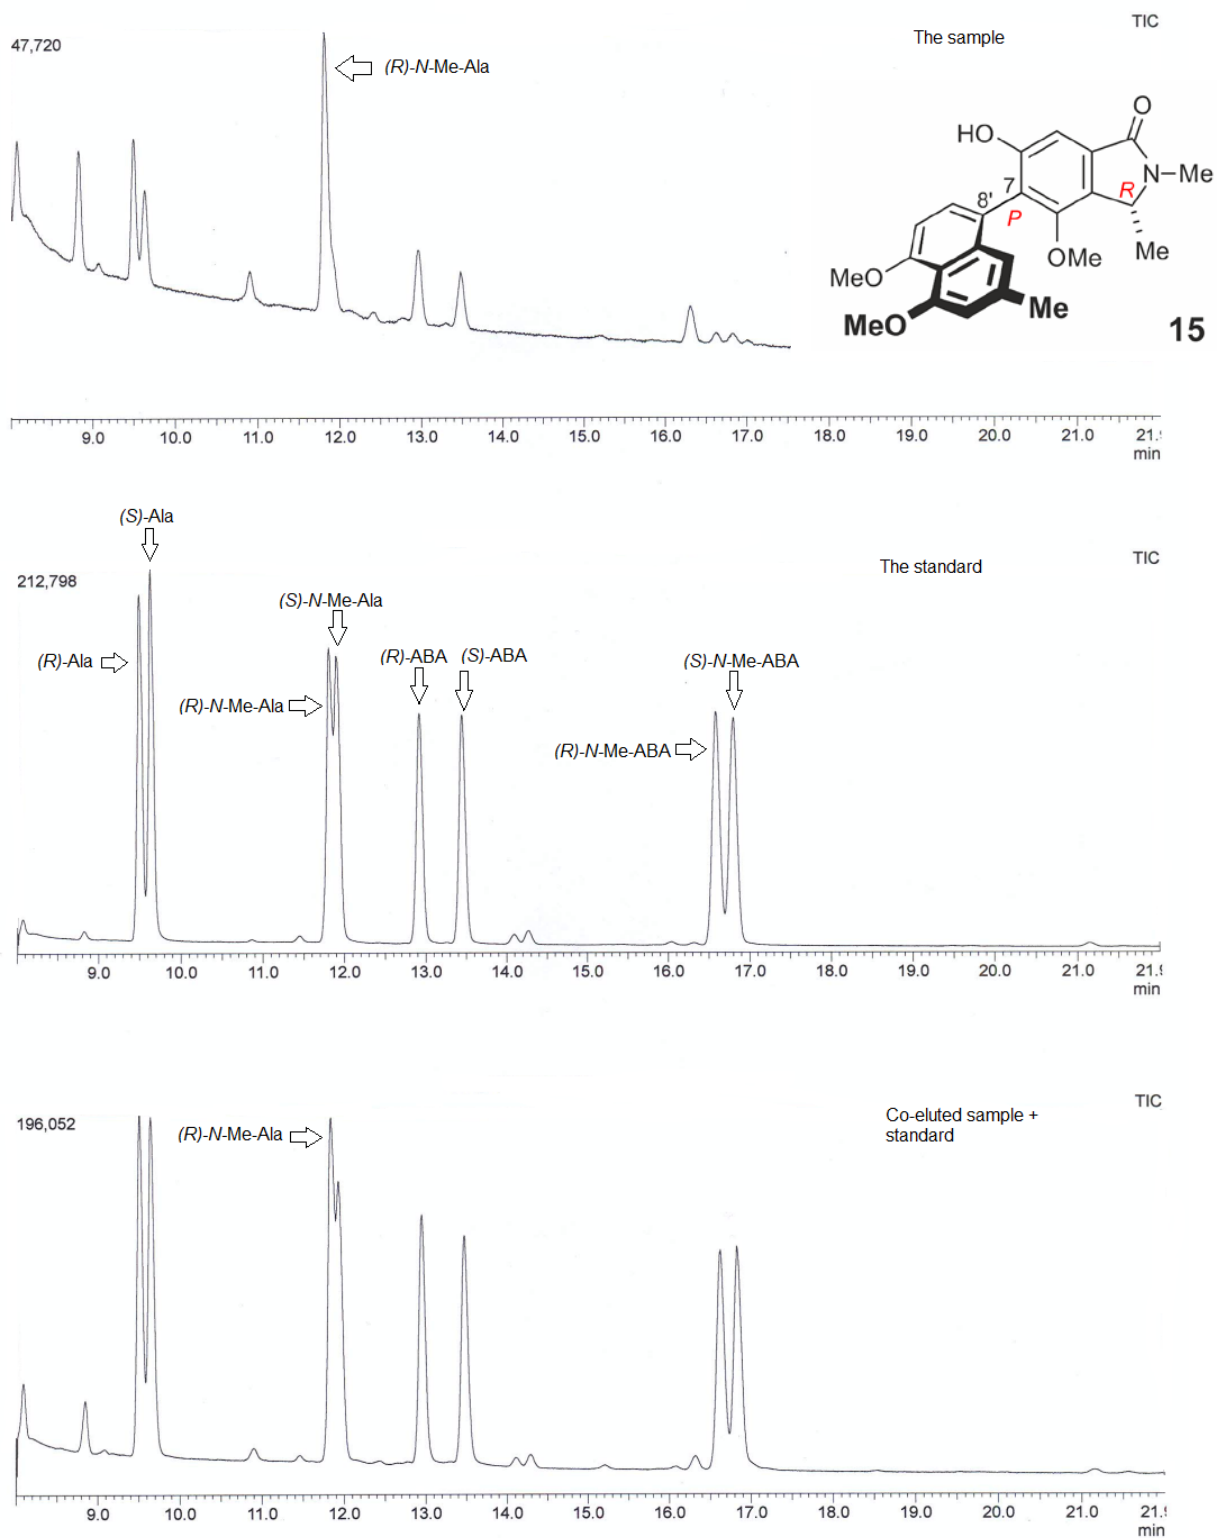 TIC
The sample
47,720
(R)-N-Me-Ala
O
HO
7
R
N-Me
8'
P
OMe
Me
MeO
MeO
Me
15
9.0 10.0 11.0 12.0 13.0 14.0 15.0 16.0 17.0 18.0 19.0 20.0 21.0 21.9
min
(S)-Ala
TIC
The standard
212,798
(S)-N-Me-Ala
(R)-Ala
(R)-ABA (S)-ABA
(S)-N-Me-ABA
(R)-N-Me-Ala
(R)-N-Me-ABA
9.0 10.0 11.0 12.0 13.0 14.0 15.0 16.0 17.0 18.0 19.0 20.0 21.0 21.9
min
TIC
Co-eluted sample +
standard
196,052
(R)-N-Me-Ala
9.0 10.0 11.0 12.0 13.0 14.0 15.0 16.0 17.0 18.0 19.0 20.0 21.0 21.9
min